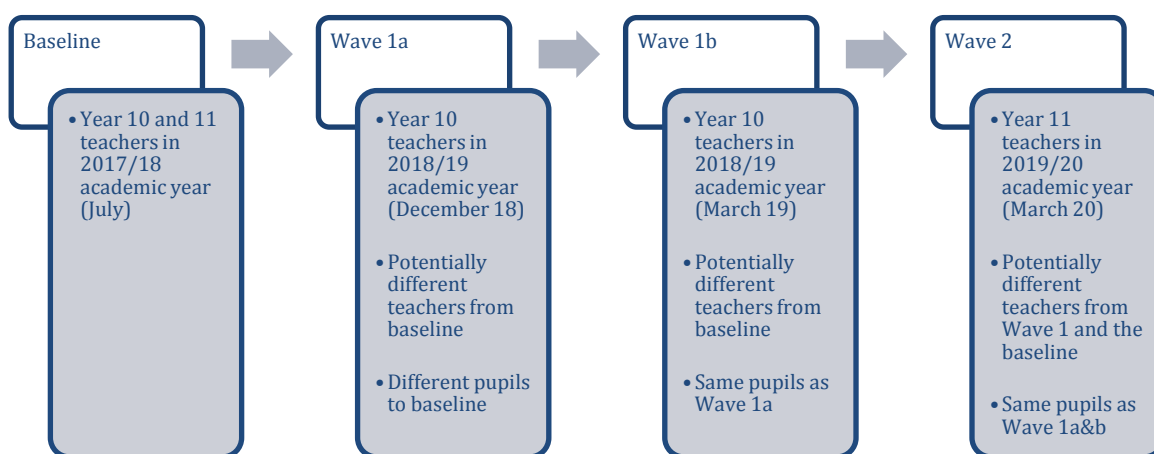 Baseline
• Year 10 and 11
teachers in
2017/18
academic year
(July)
Wave 1a
• Year 10
teachers in
2018/19
academic year
(December 18)
• Potentially
different
teachers from
baseline
• Different pupils
to baseline
Wave 1b
• Year 10
teachers in
2018/19
academic year
(March 19)
• Potentially
different
teachers from
baseline
• Same pupils as
Wave 1a
Wave 2
• Year 11
teachers in
2019/20
academic year
(March 20)
• Potentially
different
teachers from
Wave 1 and the
baseline
• Same pupils as
Wave 1a&b